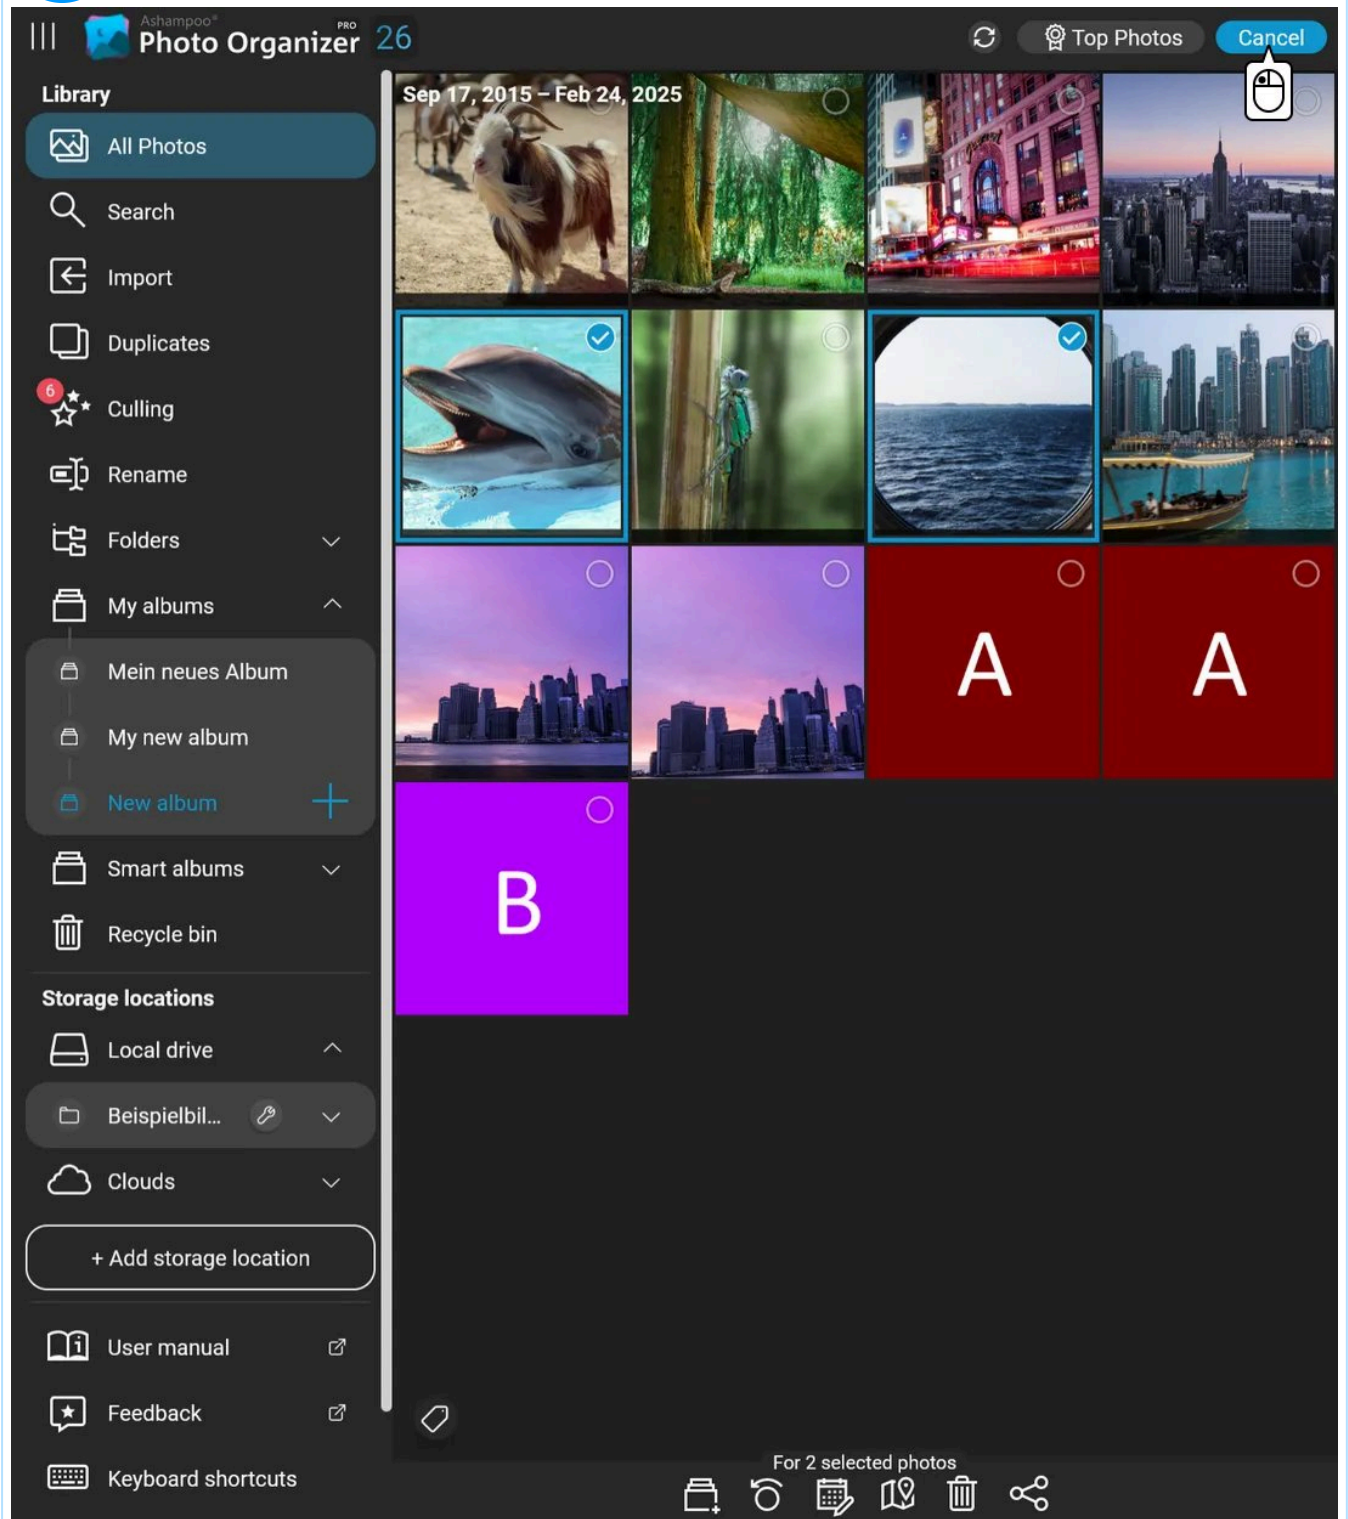 Ashampoo®
Photo Organizer PRO 26
Top Photos
Cancel
Library
All Photos
Search
Import
Duplicates
6
Culling
Rename
Folders
My albums
Mein neues Album
My new album
New album
Smart albums
Recycle bin
Storage locations
Local drive
Beispielbil...
Clouds
+ Add storage location
User manual
Feedback
Keyboard shortcuts
Sep 17, 2015 – Feb 24, 2025
A
A
B
For 2 selected photos